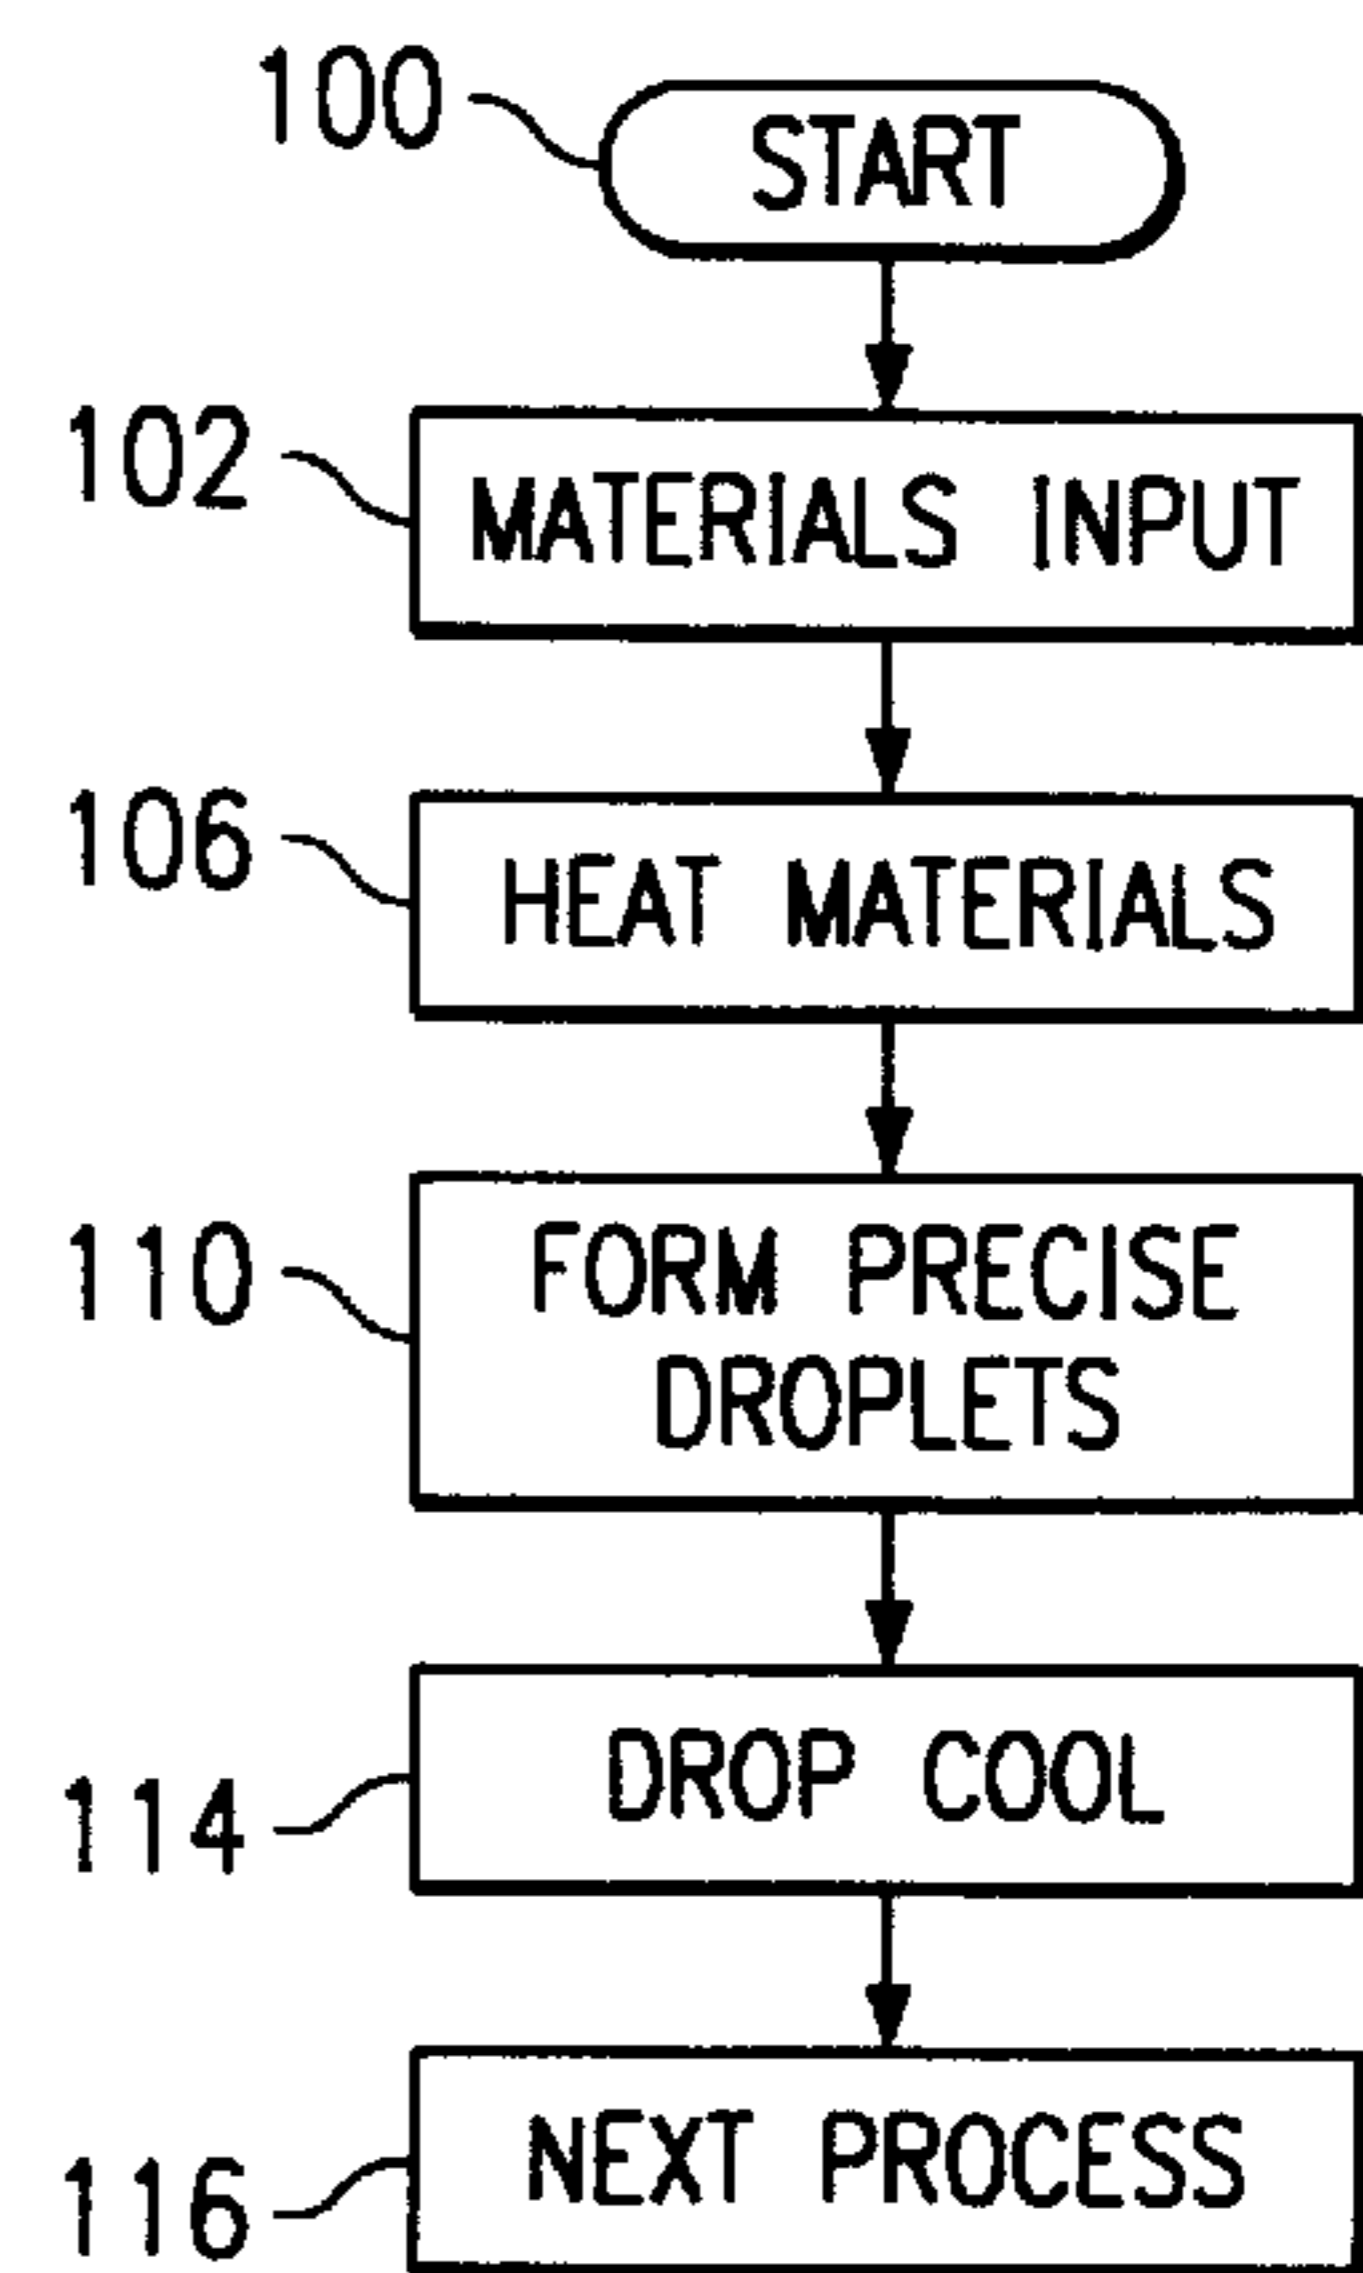 100
START
102
MATERIALS INPUT
106
HEAT MATERIALS
110
FORM PRECISE
DROPLETS
114
DROP COOL
116
NEXT PROCESS